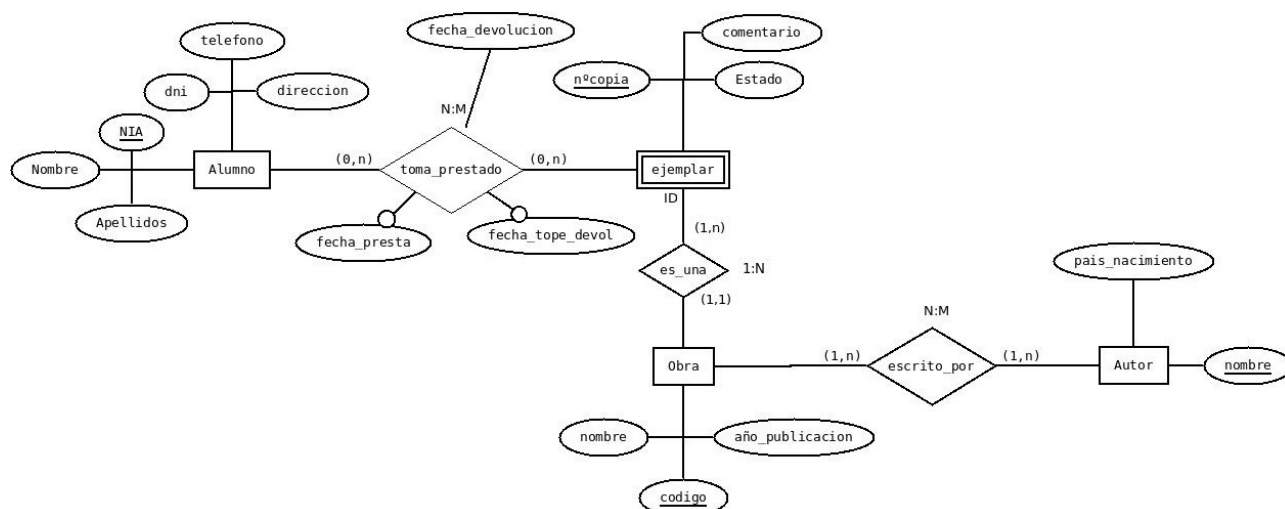 fecha_devolucion
comentario
telefono
nºcopia
Estado
dni
direccion
N:M
NIA
Nombre
Alumno
(0,n)
toma_prestado
(0,n)
ejemplar
ID
Apellidos
fecha_presta
fecha_tope_devol
(1,n)
es_una
1:N
(1,1)
pais_nacimiento
N:M
Obra
(1,n)
escrito_por
(1,n)
Autor
nombre
nombre
año_publicacion
codigo